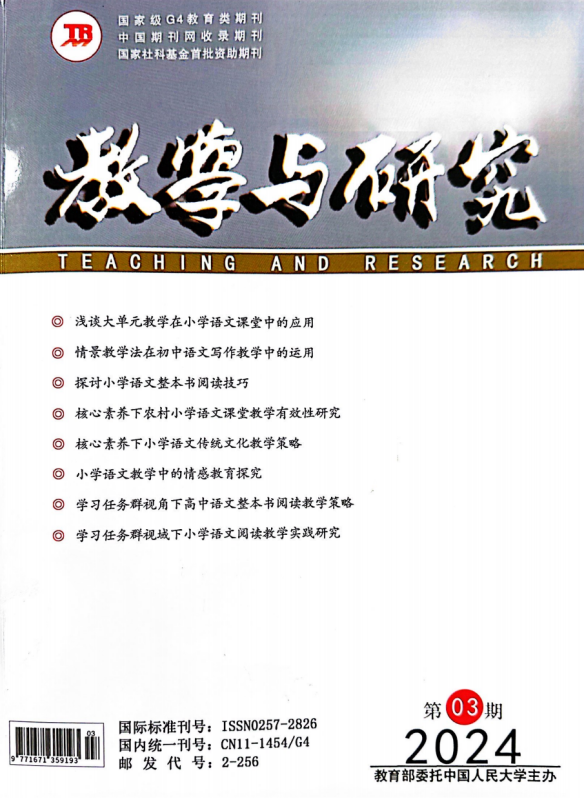 TR
国家级G4教育类期刊
中国期刊网收录期刊
国家社科基金首批资助期刊
教学与研究
TEACHING AND RESEARCH
◎ 浅谈大单元教学在小学语文课堂中的应用
◎ 情景教学法在初中语文写作教学中的运用
◎ 探讨小学语文整本书阅读技巧
◎ 核心素养下农村小学语文课堂教学有效性研究
◎ 核心素养下小学语文传统文化教学策略
◎ 小学语文教学中的情感教育探究
◎ 学习任务群视角下高中语文整本书阅读教学策略
◎ 学习任务群视域下小学语文阅读教学实践研究
03
9 771671 359193
国际标准刊号: ISSN0257-2826
国内统一刊号: CN11-1454/G4
邮发代号: 2-256
第03期
2024
教育部委托中国人民大学主办